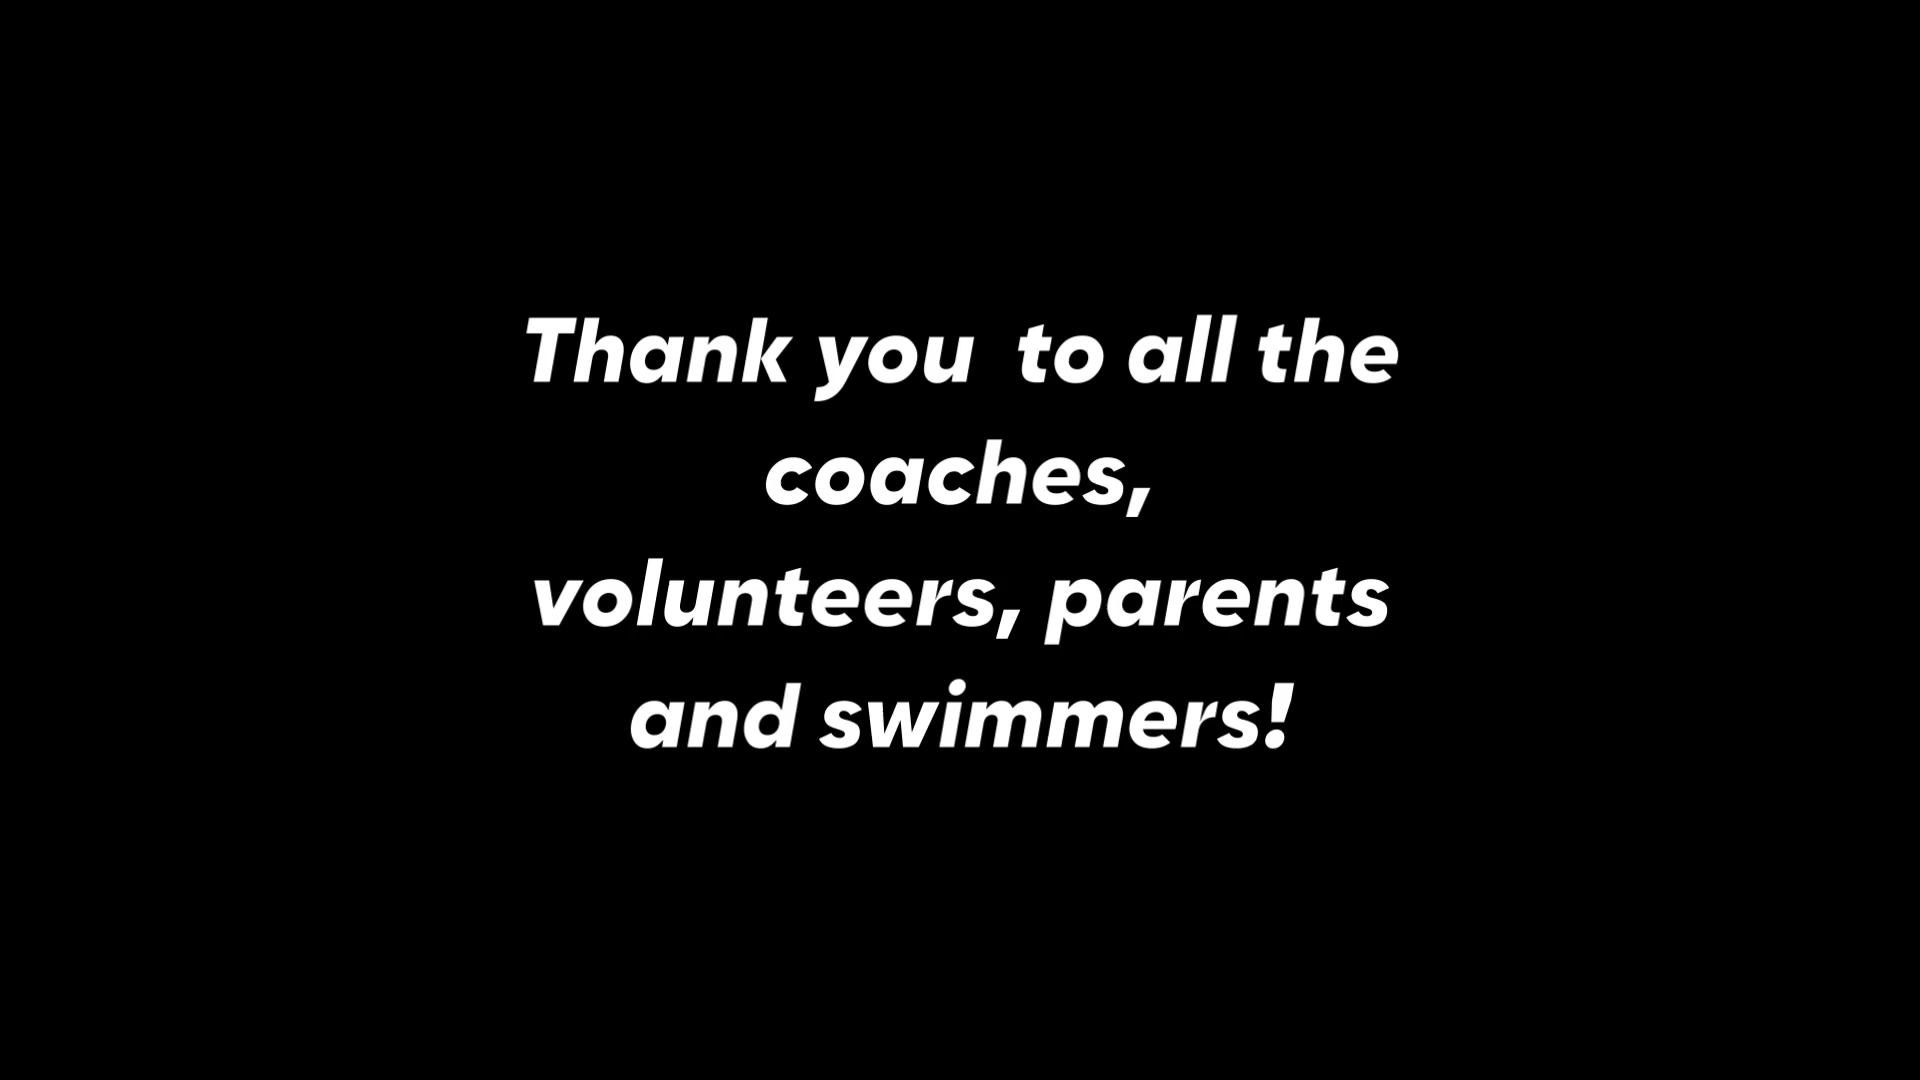 Thank you  to all the
coaches,
volunteers, parents
and swimmers!